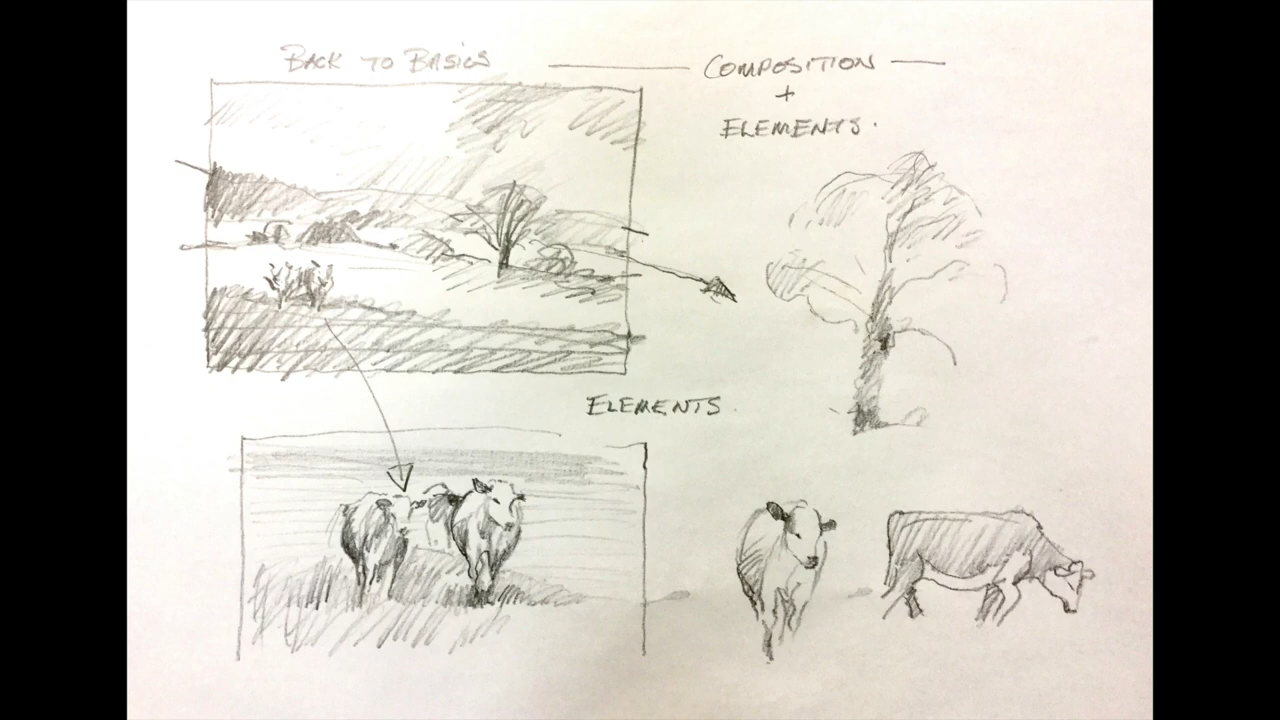 BACK TO BASICS — COMPOSITION —
+
ELEMENTS.
ELEMENTS.